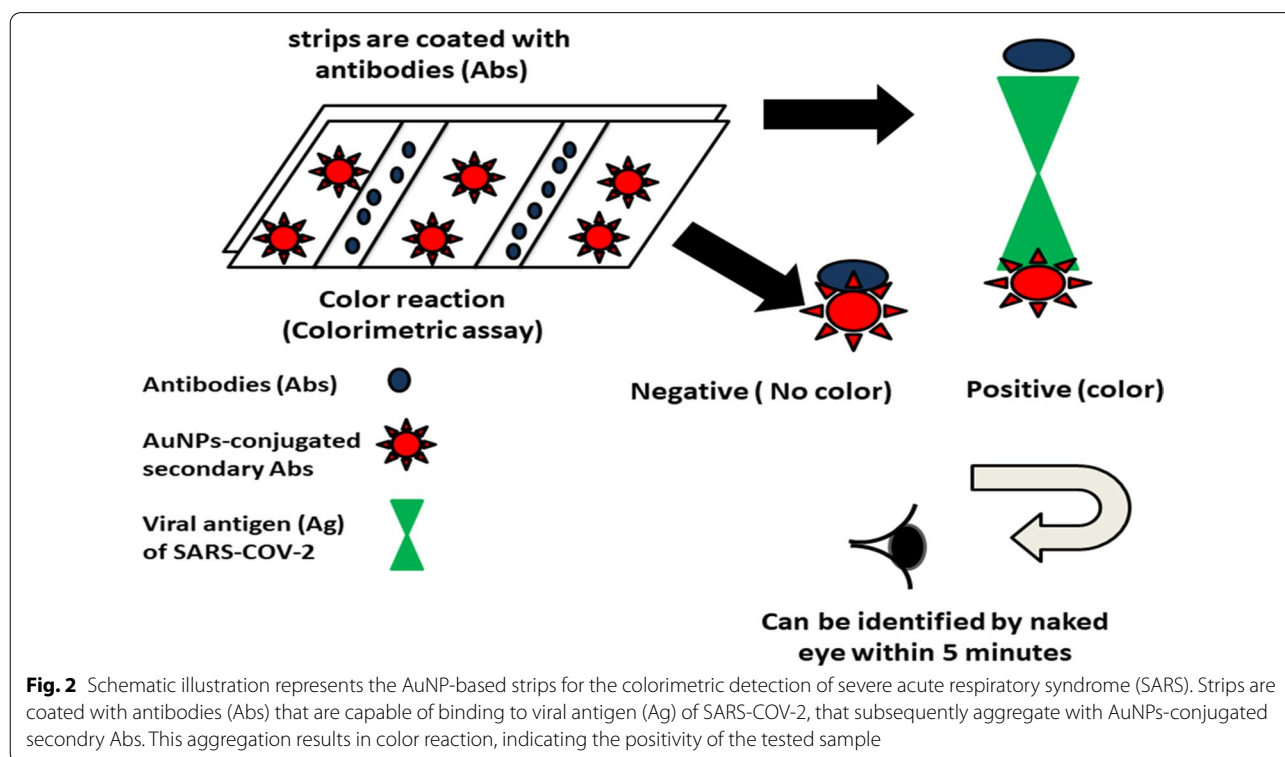 strips are coated with
antibodies (Abs)
Color reaction
(Colorimetric assay)
Negative ( No color)
Positive (color)
Antibodies (Abs)
AuNPs-conjugated
secondary Abs
Viral antigen (Ag)
of SARS-COV-2
Can be identified by naked
eye within 5 minutes
Fig. 2 Schematic illustration represents the AuNP-based strips for the colorimetric detection of severe acute respiratory syndrome (SARS). Strips are
coated with antibodies (Abs) that are capable of binding to viral antigen (Ag) of SARS-COV-2, that subsequently aggregate with AuNPs-conjugated
secondry Abs. This aggregation results in color reaction, indicating the positivity of the tested sample